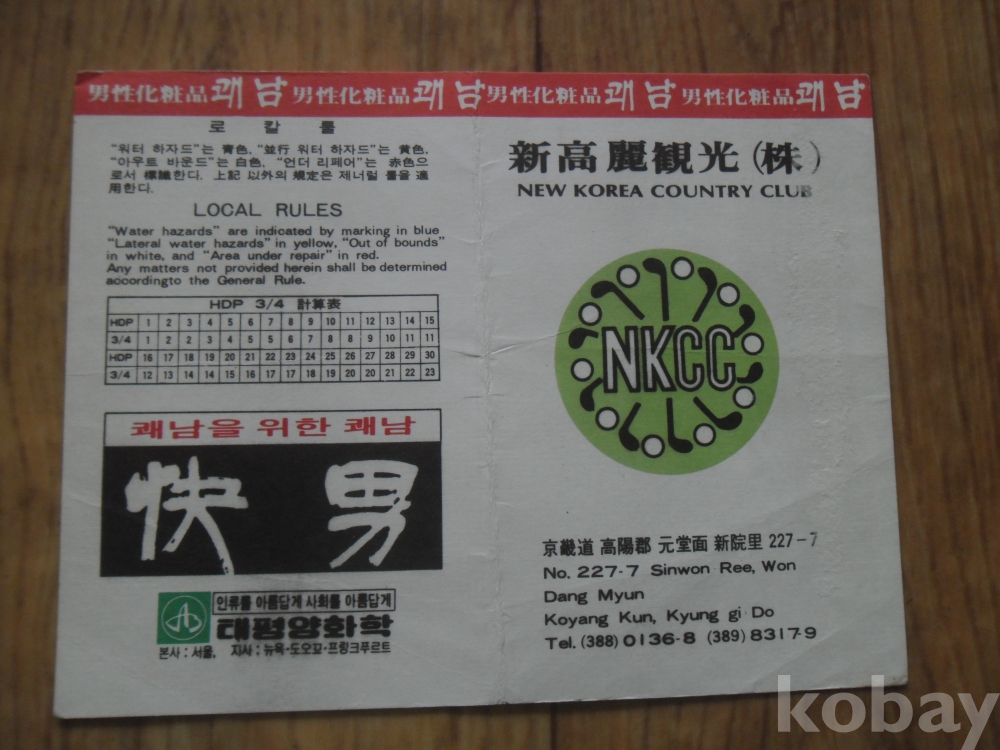 男性化粧品쾌남 男性化粧品쾌남 男性化粧品쾌남 男性化粧品쾌남
로 칼 룰
“워터 하자드”는 靑色, “並行 워터 하자드”는 黄色,
“아우트 바운드”는 白色, “언더 리페어”는 赤色으
로서 標識한다. 上記 以外의 規定은 제너럴 룰을 適
用한다.
LOCAL RULES
“Water hazards” are indicated by marking in blue
“Lateral water hazards” in yellow, “Out of bounds”
in white, and “Area under repair” in red.
Any matters not provided herein shall be determined
accordingto the General Rule.
HDP 3/4 計算表
HDP 1 2 3 4 5 6 7 8 9 10 11 12 13 14 15
3/4 1 2 2 3 4 5 5 6 7 8 8 9 10 11 11
HDP 16 17 18 19 20 21 22 23 24 25 26 27 28 29 30
3/4 12 13 14 14 15 16 17 17 18 19 20 20 21 22 23
쾌남을 위한 쾌남
快男
인류를 아름답게 사회를 아름답게
태평양화학
본사 : 서울, 지사 : 뉴욕·도오꾜·프랑크푸르트
新高麗観光(株)
NEW KOREA COUNTRY CLUB
NKCC
京畿道 高陽郡 元堂面 新院里 227-7
No. 227-7 Sinwon Ree, Won
Dang Myun
Koyang Kun, Kyung gi Do
Tel. (388) 0136-8 (389) 8317-9
kobay